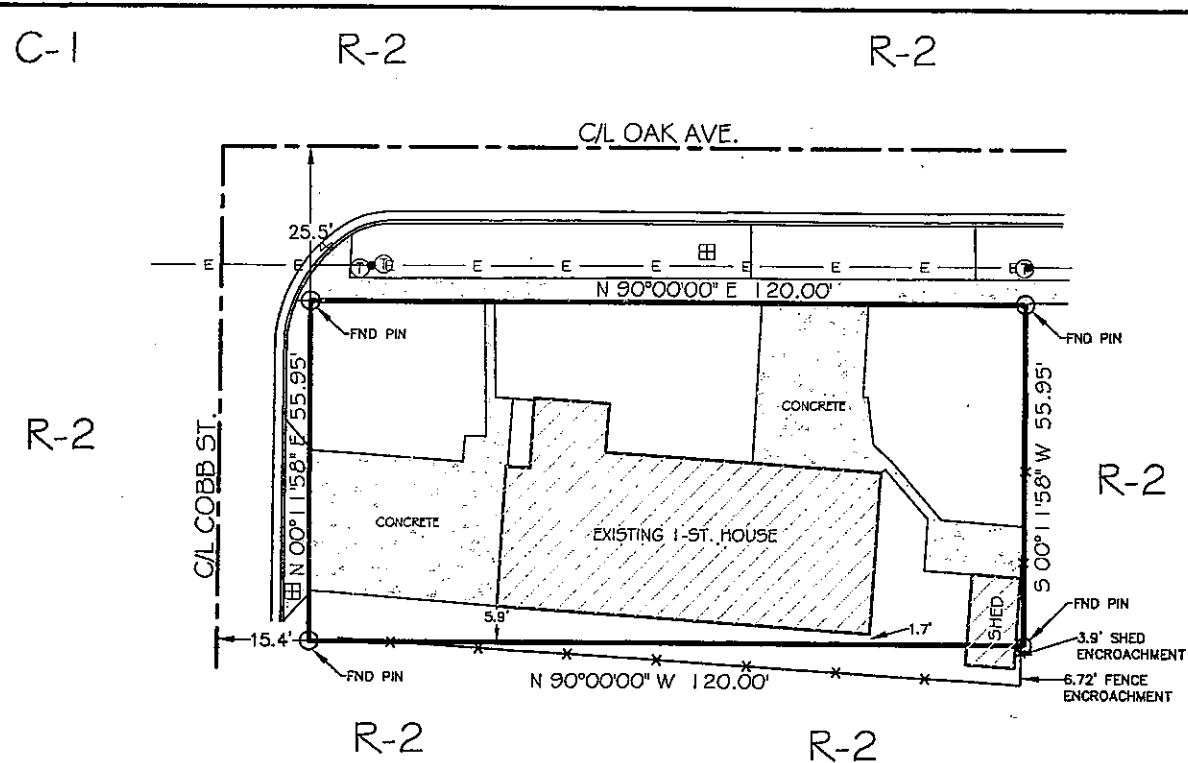 C-1
R-2
R-2
C/L OAK AVE.
25.5'
E
E
T
E
E
E
E
E
E
T
N 90°00'00" E 120.00'
FND PIN
FND PIN
N 00°11'58" E 55.95'
S 00°11'58" W 55.95'
CONCRETE
R-2
C/L COBB ST.
R-2
CONCRETE
EXISTING 1-ST. HOUSE
SHED
FND PIN
5.9'
1.7'
15.4'
3.9' SHED
ENCROACHMENT
FND PIN
N 90°00'00" W 120.00'
6.72' FENCE
ENCROACHMENT
R-2
R-2